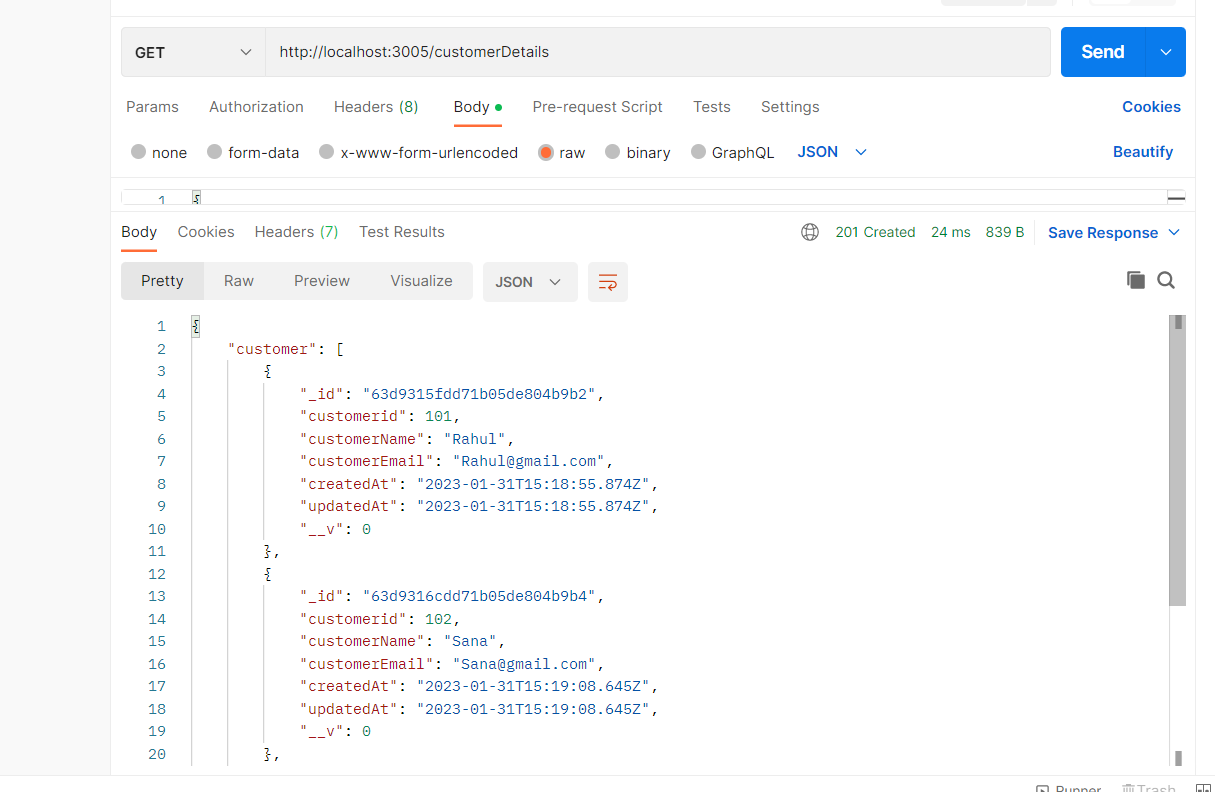 GET http://localhost:3005/customerDetails Send
Params Authorization Headers (8) Body Pre-request Script Tests Settings Cookies
none form-data x-www-form-urlencoded raw binary GraphQL JSON Beautify
1 {
Body Cookies Headers (7) Test Results 201 Created 24 ms 839 B Save Response
Pretty Raw Preview Visualize JSON
1 {
2 "customer": [
3 {
4 "_id": "63d9315fdd71b05de804b9b2",
5 "customerid": 101,
6 "customerName": "Rahul",
7 "customerEmail": "Rahul@gmail.com",
8 "createdAt": "2023-01-31T15:18:55.874Z",
9 "updatedAt": "2023-01-31T15:18:55.874Z",
10 "__v": 0
11 },
12 {
13 "_id": "63d9316cdd71b05de804b9b4",
14 "customerid": 102,
15 "customerName": "Sana",
16 "customerEmail": "Sana@gmail.com",
17 "createdAt": "2023-01-31T15:19:08.645Z",
18 "updatedAt": "2023-01-31T15:19:08.645Z",
19 "__v": 0
20 },
Runner Trash